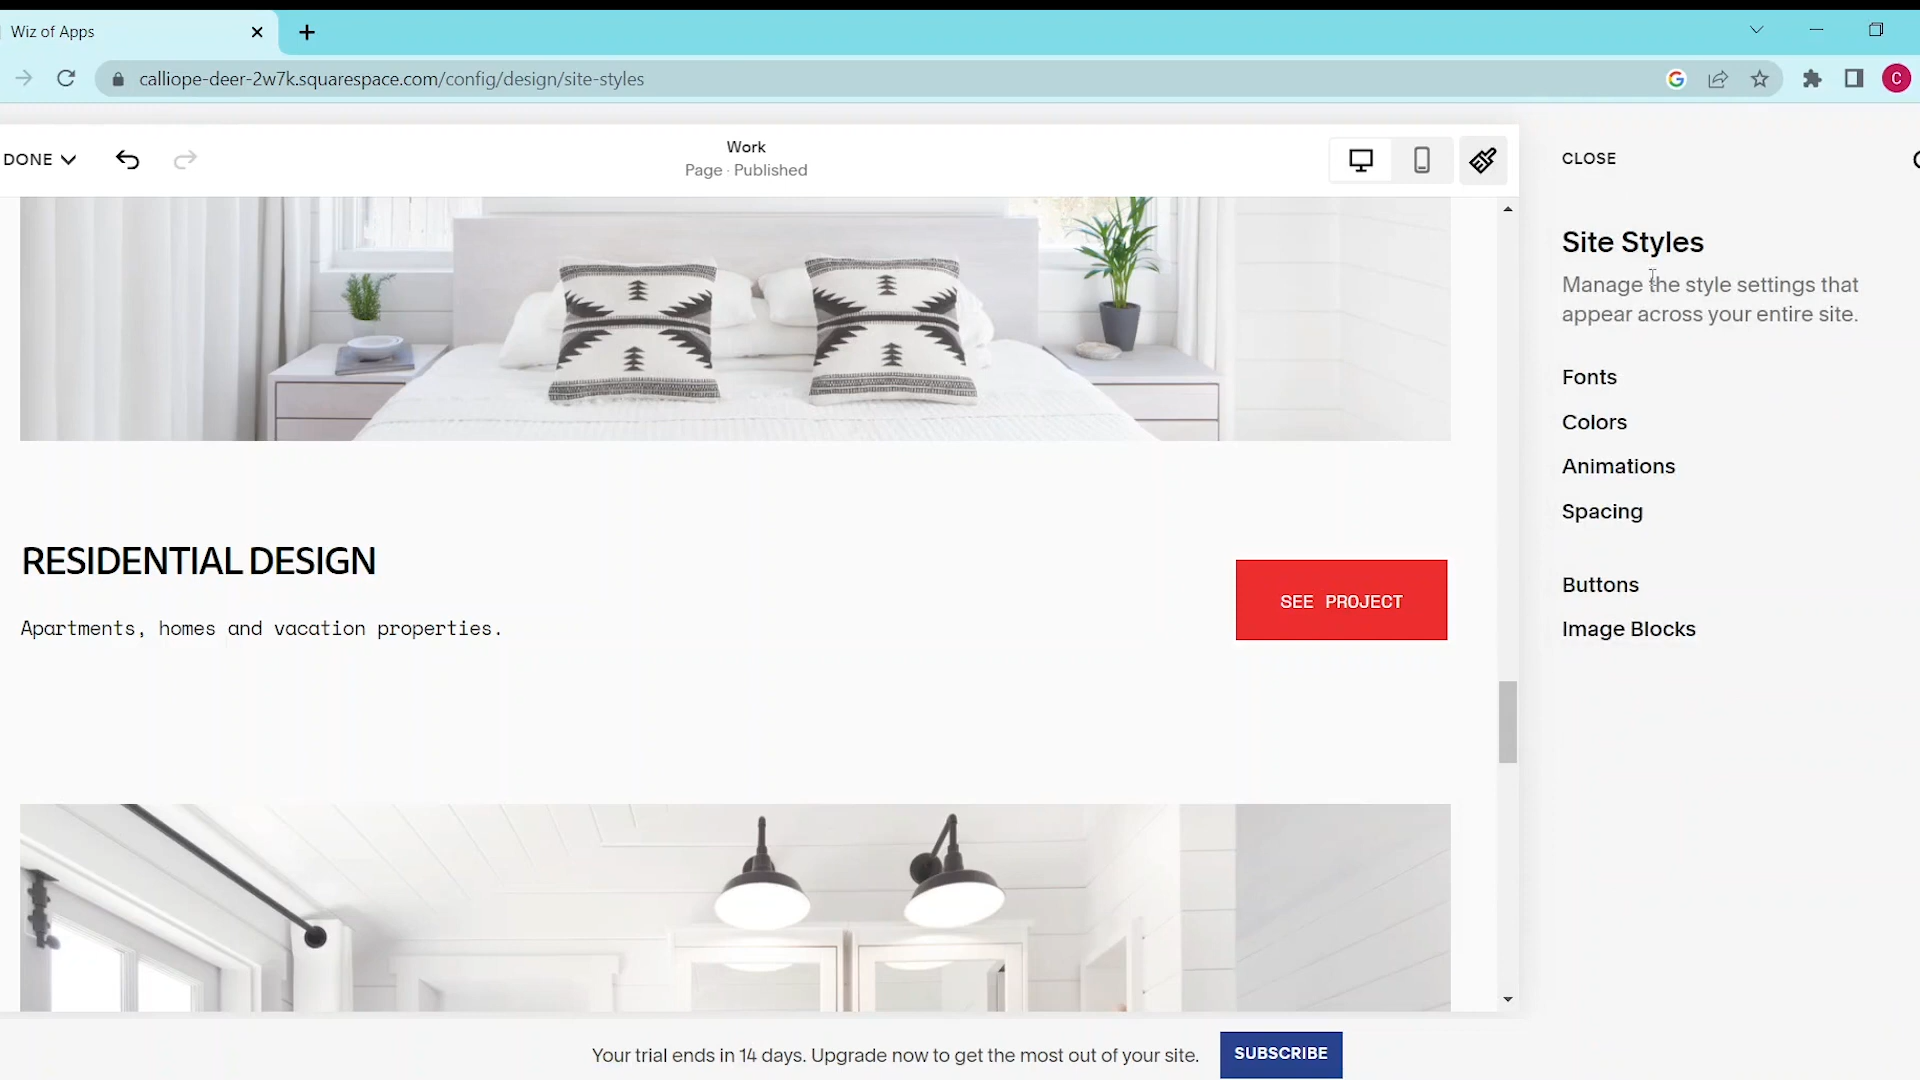 Wiz of Apps
calliope-deer-2w7k.squarespace.com/config/design/site-styles
C
DONE
Work
Page · Published
CLOSE
Site Styles
Manage the style settings that
appear across your entire site.
Fonts
Colors
Animations
Spacing
Buttons
Image Blocks
RESIDENTIAL DESIGN
Apartments, homes and vacation properties.
SEE PROJECT
Your trial ends in 14 days. Upgrade now to get the most out of your site.
SUBSCRIBE